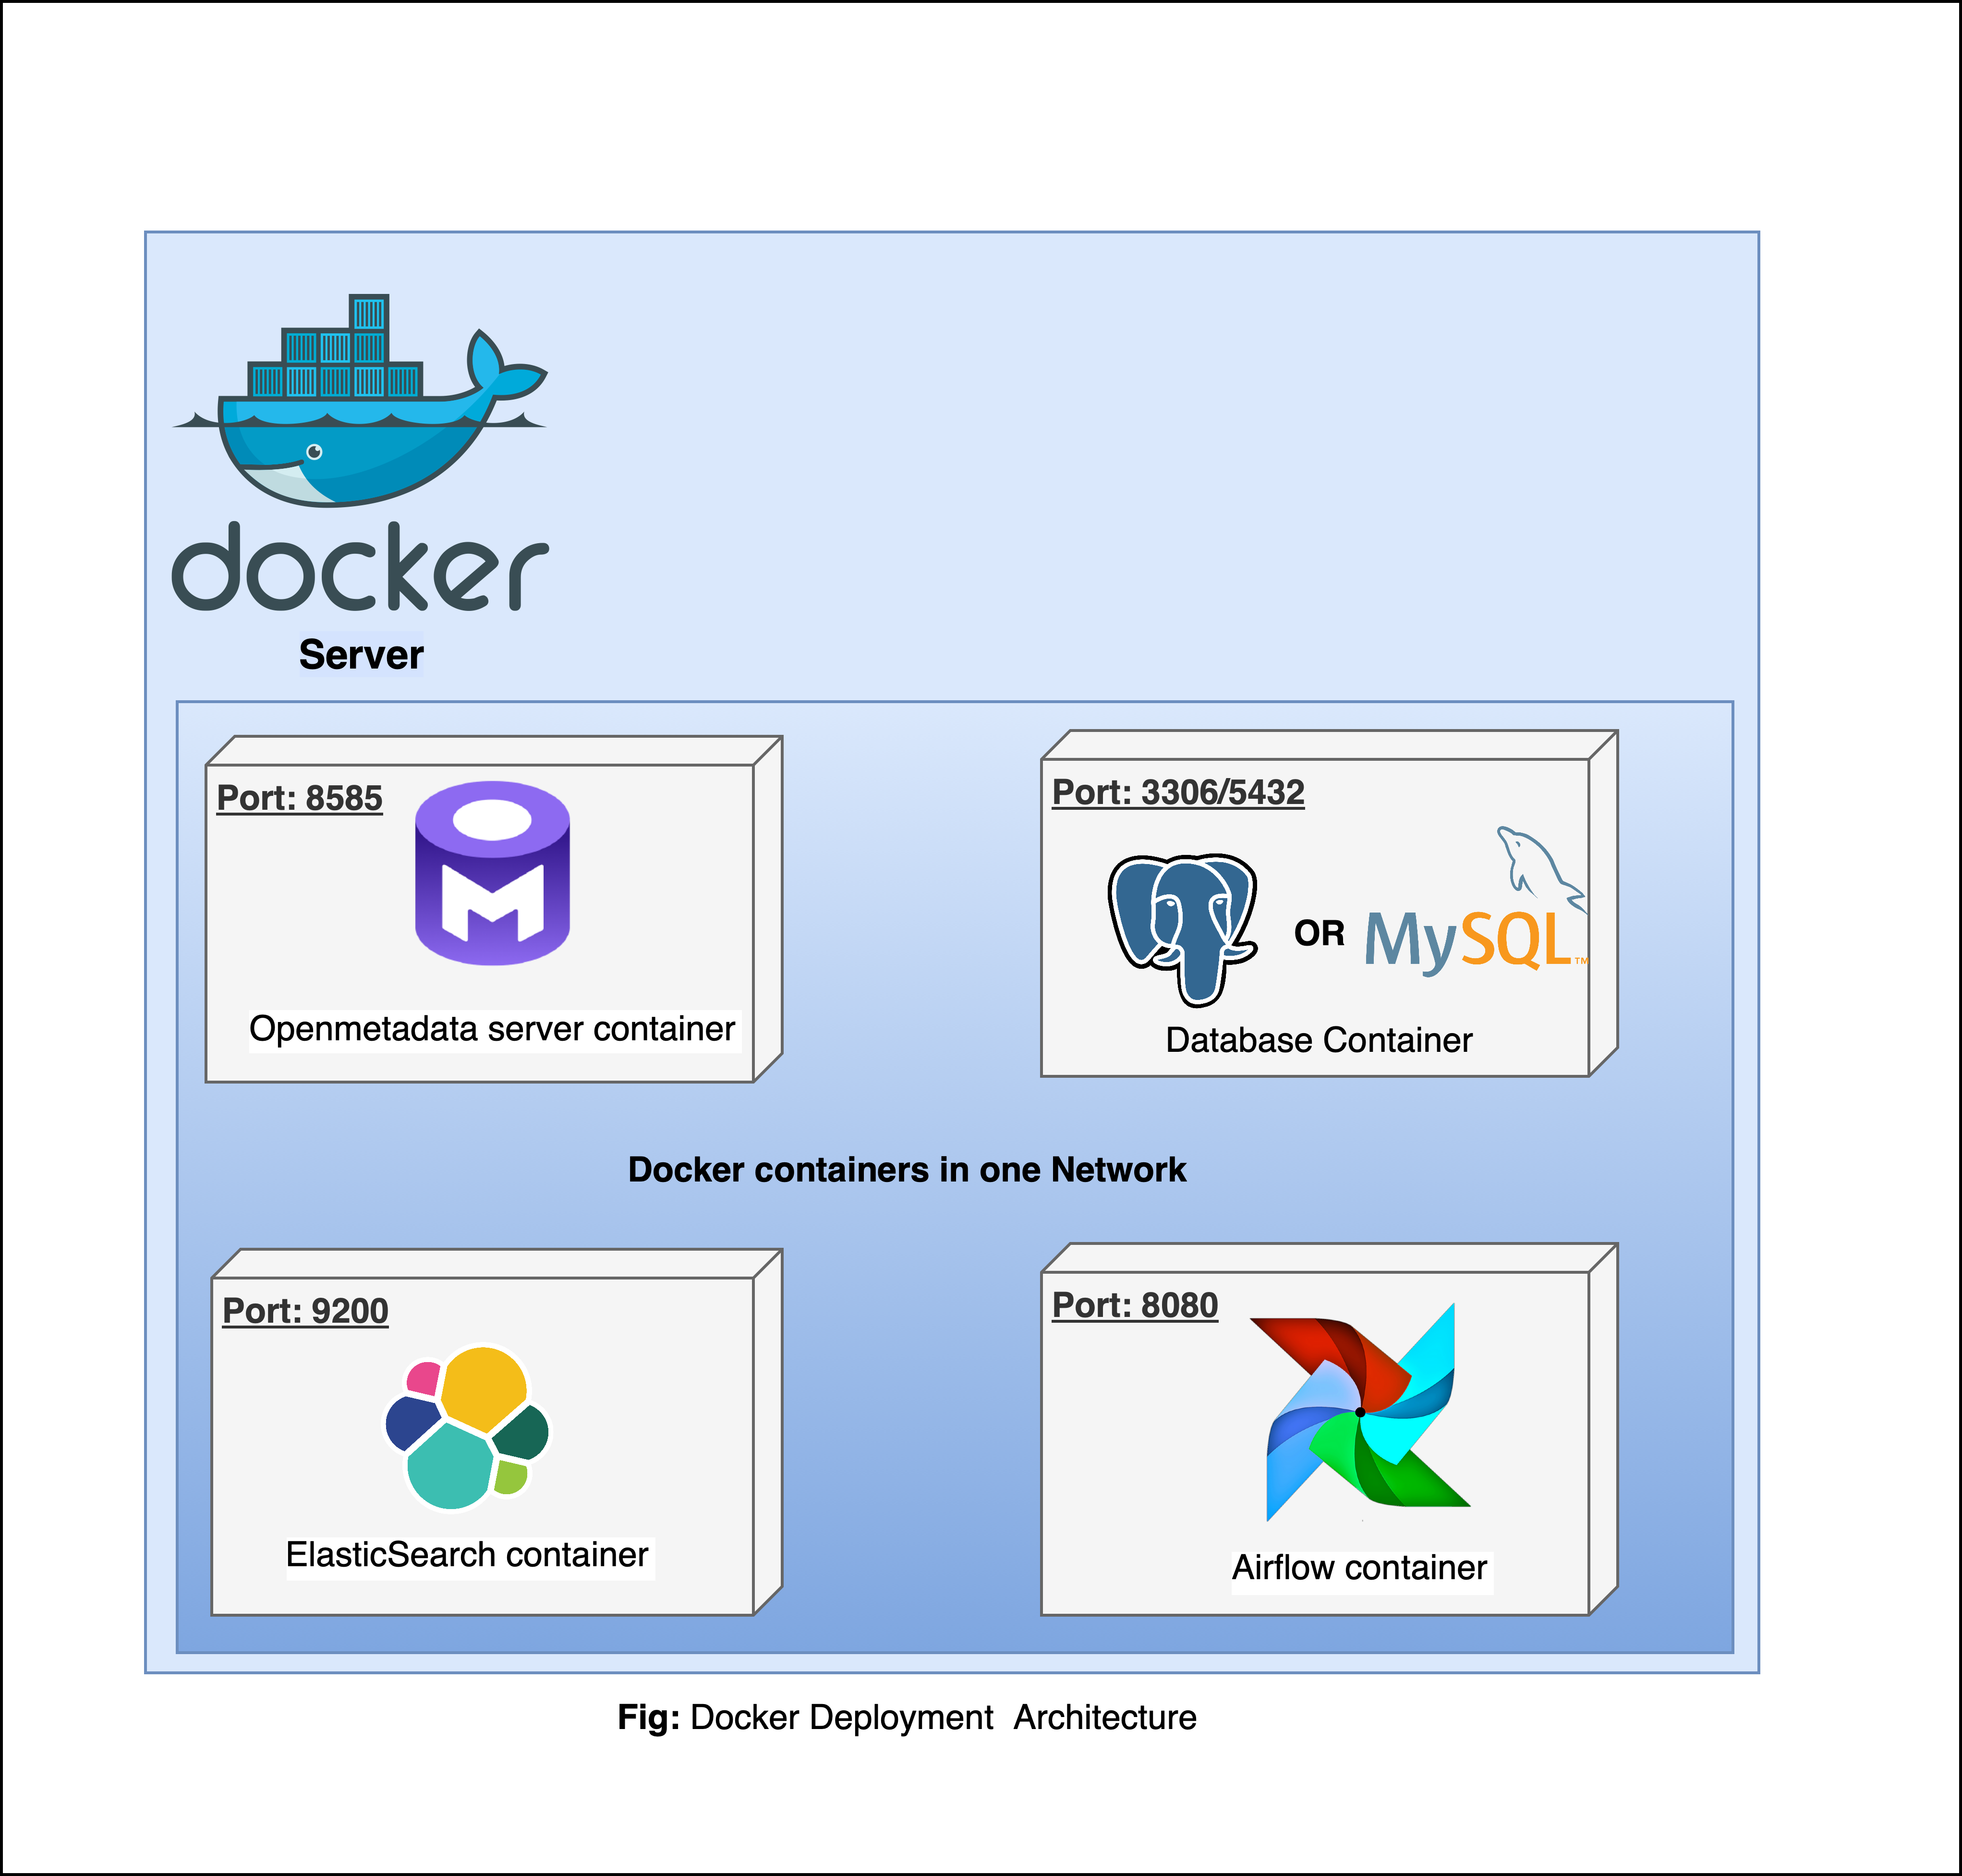 docker
Server
Port: 8585
M
Openmetadata server container
Port: 3306/5432
OR
MySQL™
Database Container
Docker containers in one Network
Port: 9200
ElasticSearch container
Port: 8080
Airflow container
Fig: Docker Deployment  Architecture